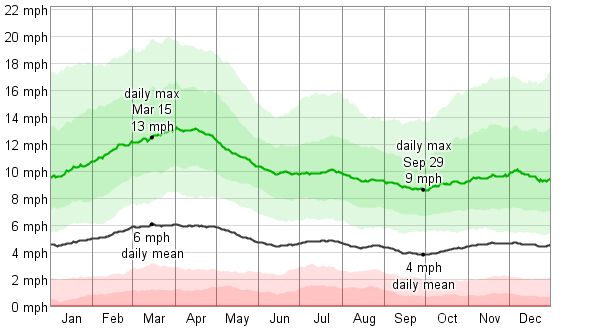 22 mph
20 mph
18 mph
16 mph
14 mph
12 mph
10 mph
8 mph
6 mph
4 mph
2 mph
0 mph
daily max
Mar 15
13 mph
daily max
Sep 29
9 mph
6 mph
daily mean
4 mph
daily mean
Jan Feb Mar Apr May Jun Jul Aug Sep Oct Nov Dec